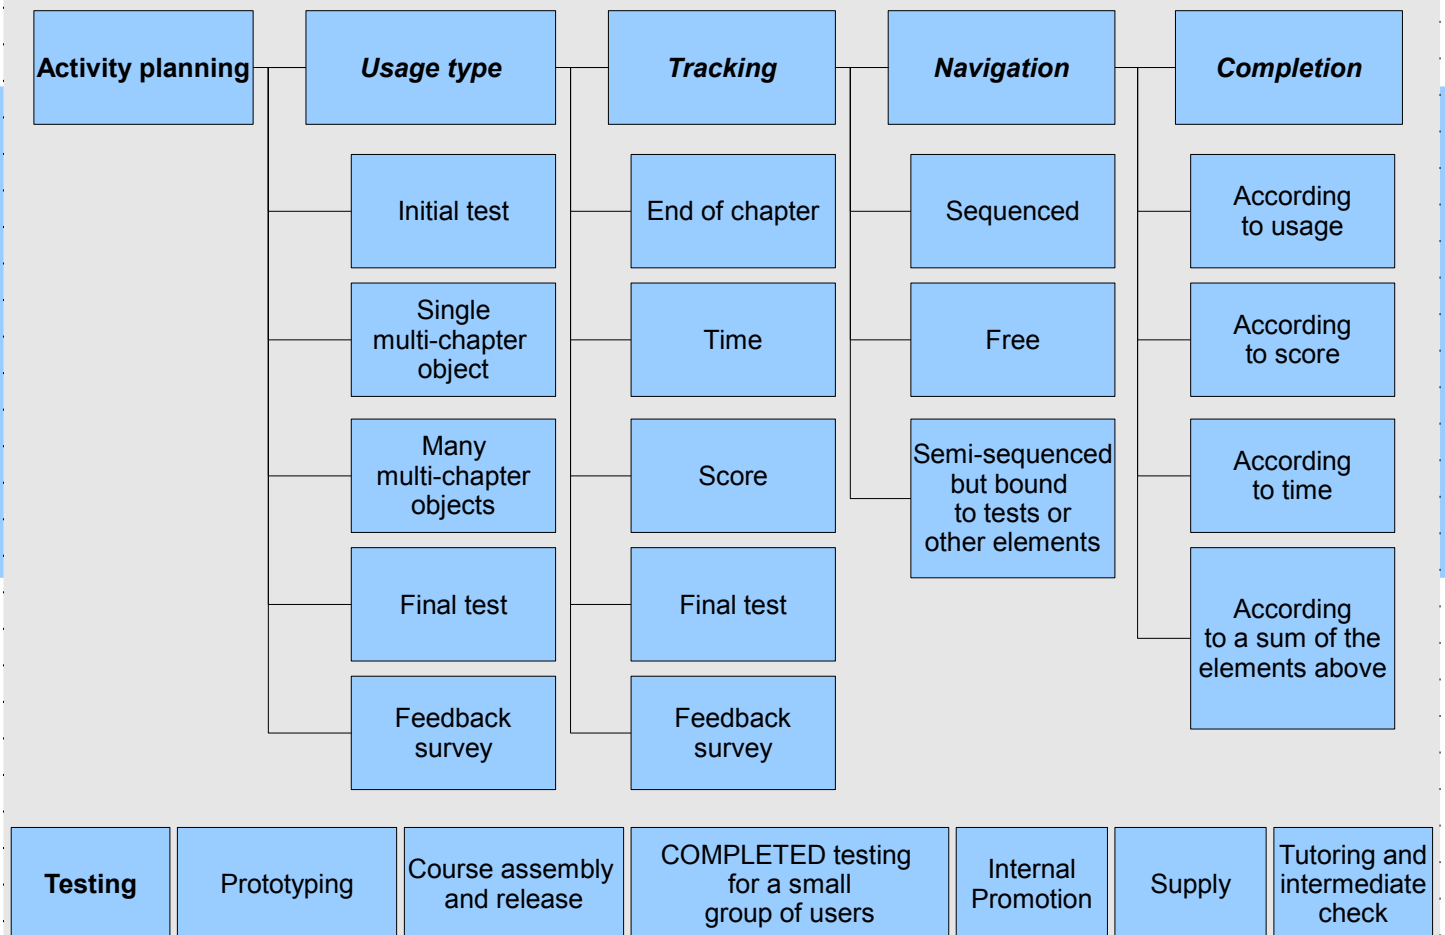 Activity planning
Usage type
Tracking
Navigation
Completion
Initial test
End of chapter
Sequenced
According
to usage
Single
multi-chapter
object
Time
Free
According
to score
Many
multi-chapter
objects
Score
Semi-sequenced
but bound
to tests or
other elements
According
to time
Final test
Final test
According
to a sum of the
elements above
Feedback
survey
Feedback
survey
Testing
Prototyping
Course assembly
and release
COMPLETED testing
for a small
group of users
Internal
Promotion
Supply
Tutoring and
intermediate
check